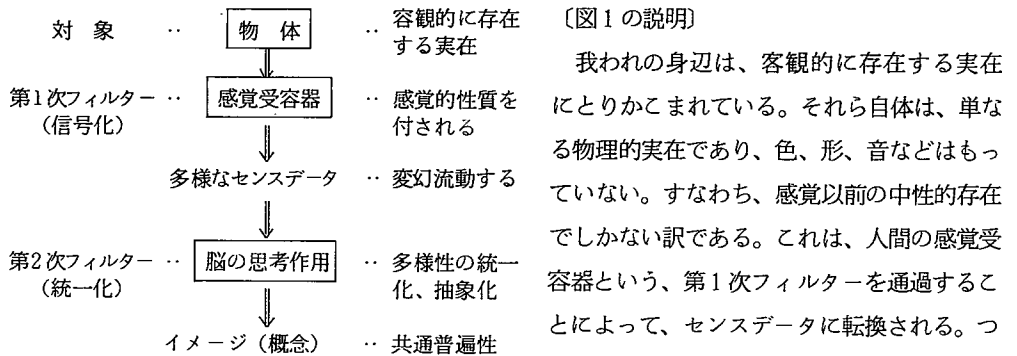 対 象 ‥ 物 体 ‥ 容観的に存在
する実在
第1次フィルター ‥ 感覚受容器 ‥ 感覚的性質を
(信号化) 付される
多様なセンスデータ ‥ 変幻流動する
第2次フィルター ‥ 脳の思考作用 ‥ 多様性の統一
(統一化) 化、抽象化
イメージ(概念) ‥ 共通普遍性
〔図1の説明〕
我われの身辺は、客観的に存在する実在
にとりかこまれている。それら自体は、単な
る物理的実在であり、色、形、音などはもっ
ていない。すなわち、感覚以前の中性的存在
でしかない訳である。これは、人間の感覚受
容器という、第1次フィルターを通過するこ
とによって、センスデータに転換される。つ